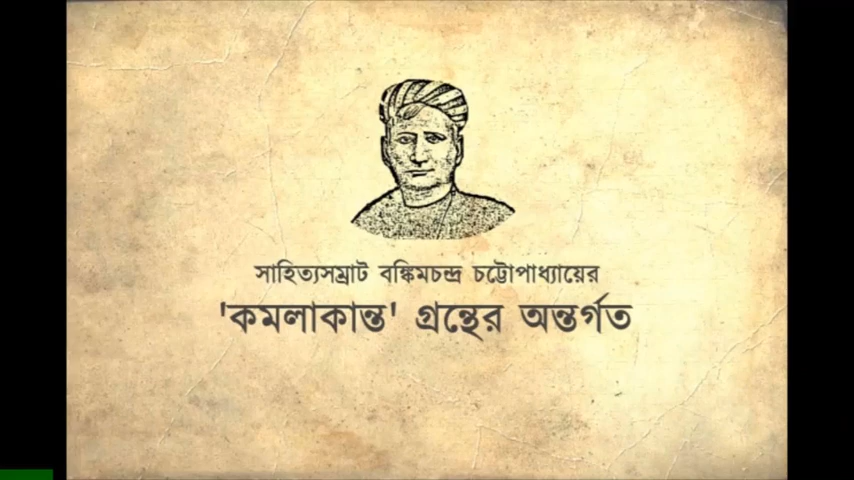 সাহিত্যসম্রাট বঙ্কিমচন্দ্র চট্টোপাধ্যায়ের
'কমলাকান্ত' গ্রন্থের অন্তর্গত